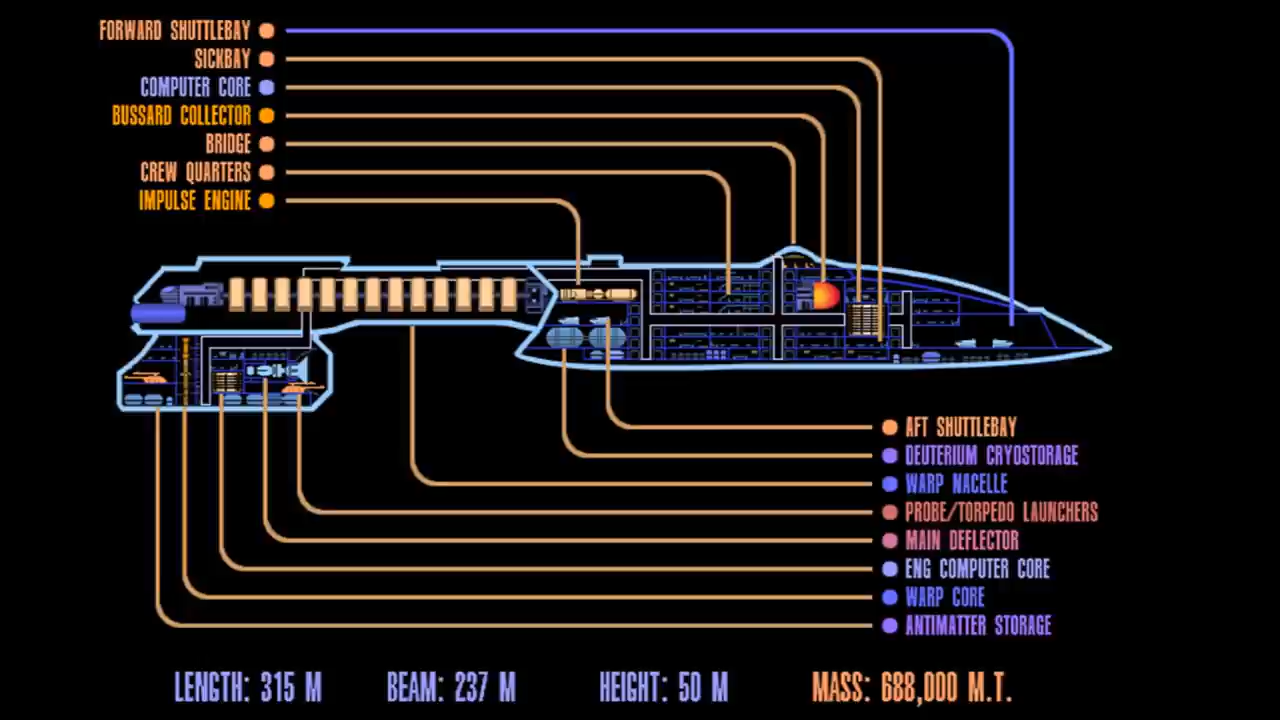 FORWARD SHUTTLEBAY
SICKBAY
COMPUTER CORE
BUSSARD COLLECTOR
BRIDGE
CREW QUARTERS
IMPULSE ENGINE
AFT SHUTTLEBAY
DEUTERIUM CRYOSTORAGE
WARP NACELLE
PROBE/TORPEDO LAUNCHERS
MAIN DEFLECTOR
ENG COMPUTER CORE
WARP CORE
ANTIMATTER STORAGE
LENGTH: 315 M BEAM: 237 M HEIGHT: 50 M MASS: 688,000 M.T.